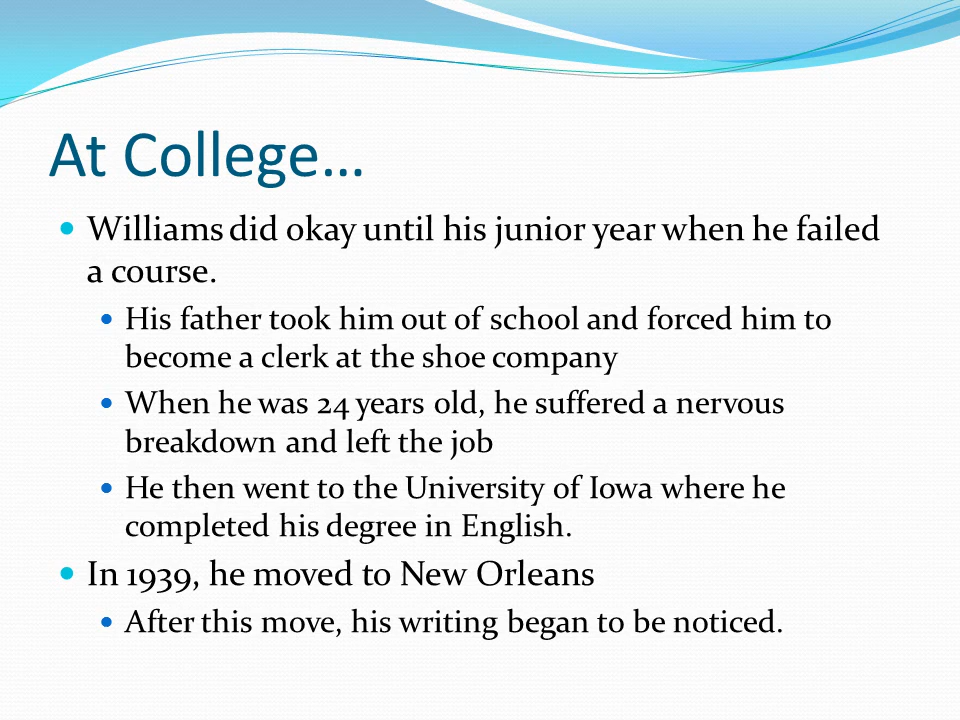 At College…
Williams did okay until his junior year when he failed
a course.
His father took him out of school and forced him to
become a clerk at the shoe company
When he was 24 years old, he suffered a nervous
breakdown and left the job
He then went to the University of Iowa where he
completed his degree in English.
In 1939, he moved to New Orleans
After this move, his writing began to be noticed.